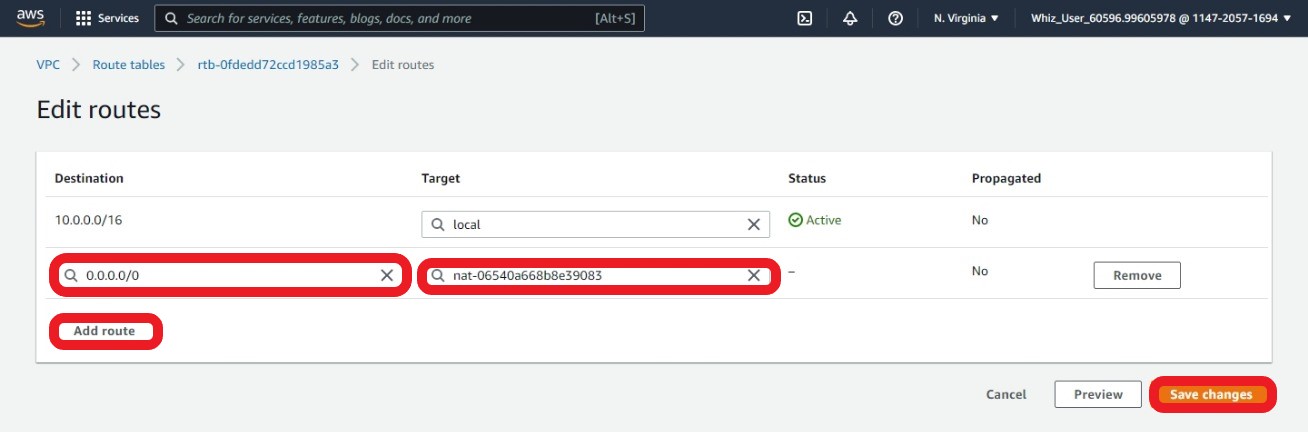 aws Services Search for services, features, blogs, docs, and more [Alt+S] N. Virginia Whiz_User_60596.99605978 @ 1147-2057-1694
VPC Route tables rtb-0fdedd72ccd1985a3 Edit routes
Edit routes
Destination Target Status Propagated
10.0.0.0/16 local Active No
0.0.0.0/0 nat-06540a668b8e39083 – No Remove
Add route
Cancel Preview Save changes